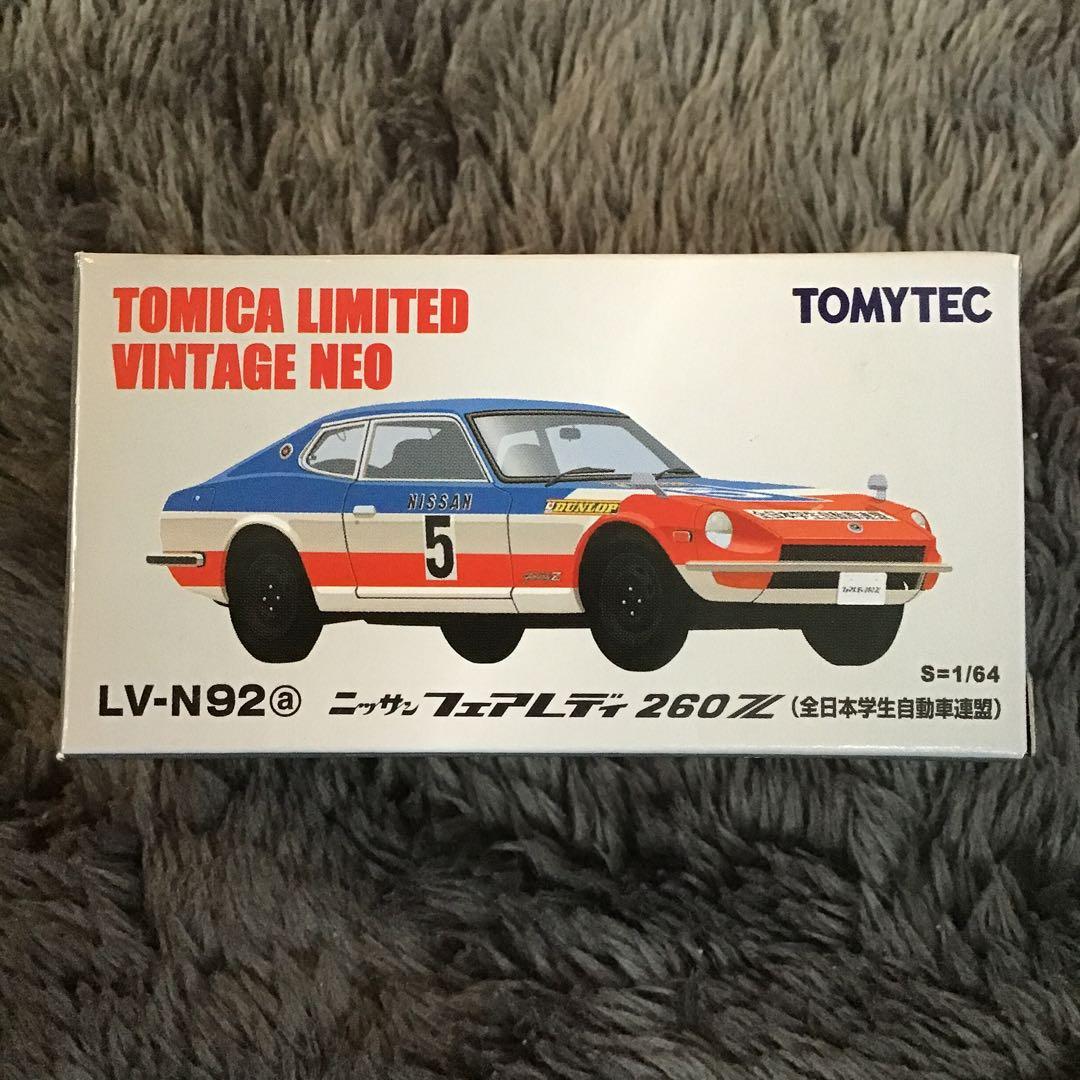 TOMICA LIMITED
VINTAGE NEO
TOMYTEC
NISSAN
5
DUNLOP
S=1/64
LV-N92ⓐ ニッサン フェアレディ 260Z (全日本学生自動車連盟)